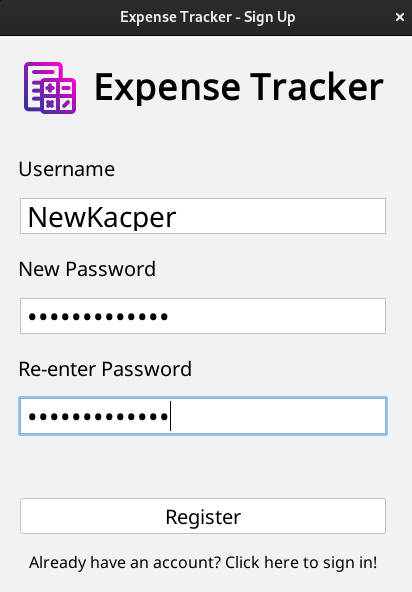 Expense Tracker - Sign Up
×
Expense Tracker
Username
NewKacper
New Password
•••••••••••••
Re-enter Password
•••••••••••••
Register
Already have an account? Click here to sign in!